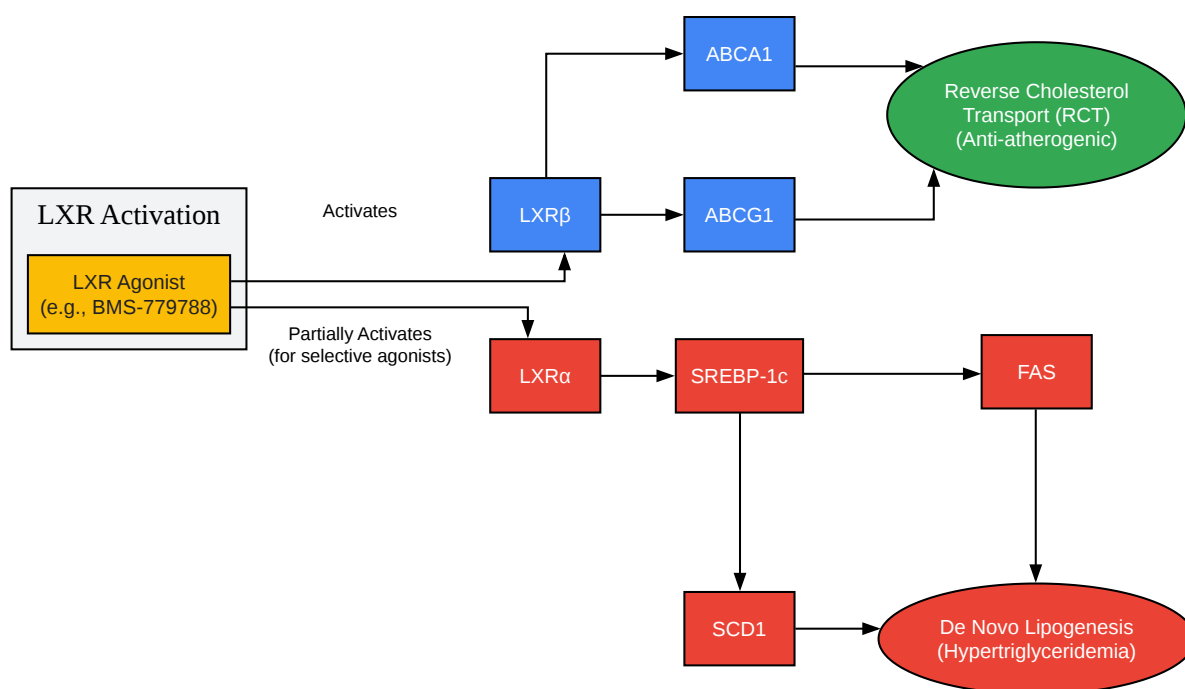 ABCA1
Reverse Cholesterol
Transport (RCT)
(Anti-atherogenic)
LXR Activation
Activates
LXRβ
ABCG1
LXR Agonist
(e.g., BMS-779788)
Partially Activates
(for selective agonists)
LXRα
SREBP-1c
FAS
SCD1
De Novo Lipogenesis
(Hypertriglyceridemia)